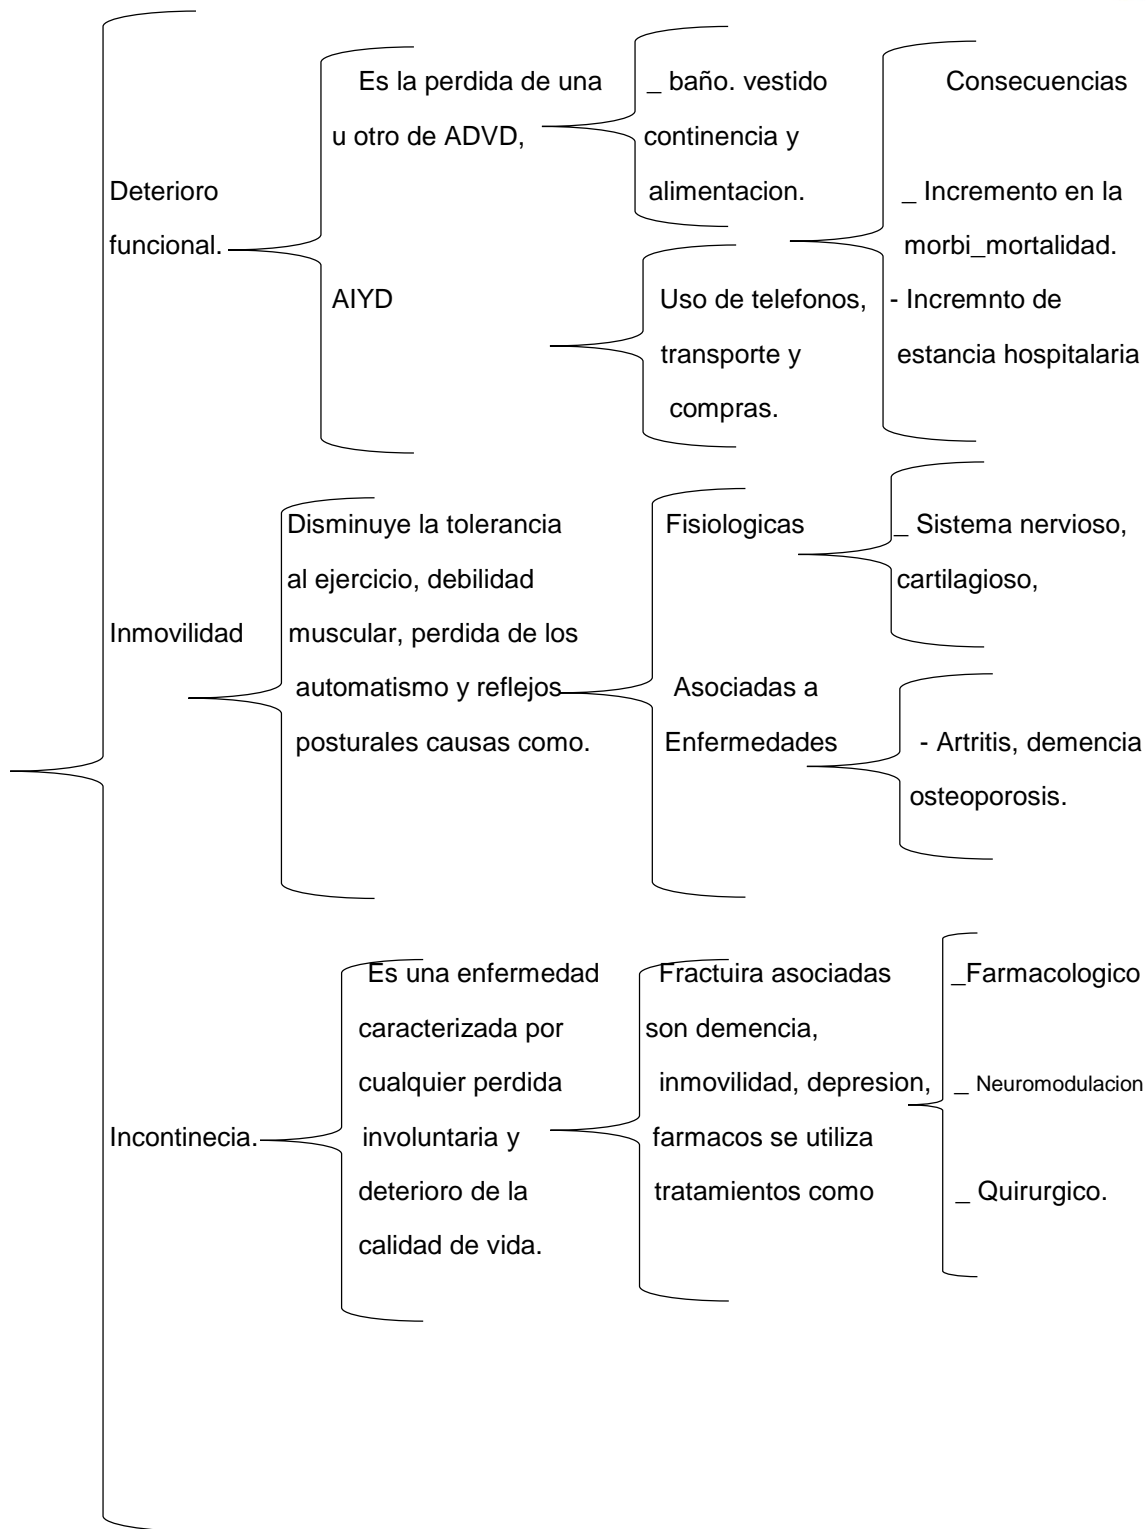 Deterioro
funcional.
Es la perdida de una
u otro de ADVD,
_ baño. vestido
continencia y
alimentacion.
AIYD
Uso de telefonos,
transporte y
compras.
Consecuencias
_ Incremento en la
morbi_mortalidad.
- Incremnto de
estancia hospitalaria
Inmovilidad
Disminuye la tolerancia
al ejercicio, debilidad
muscular, perdida de los
automatismo y reflejos
posturales causas como.
Fisiologicas
_ Sistema nervioso,
cartilagioso,
Asociadas a
Enfermedades
- Artritis, demencia
osteoporosis.
Incontinecia.
Es una enfermedad
caracterizada por
cualquier perdida
involuntaria y
deterioro de la
calidad de vida.
Fractuira asociadas
son demencia,
inmovilidad, depresion,
farmacos se utiliza
tratamientos como
_Farmacologico
_ Neuromodulacion
_ Quirurgico.